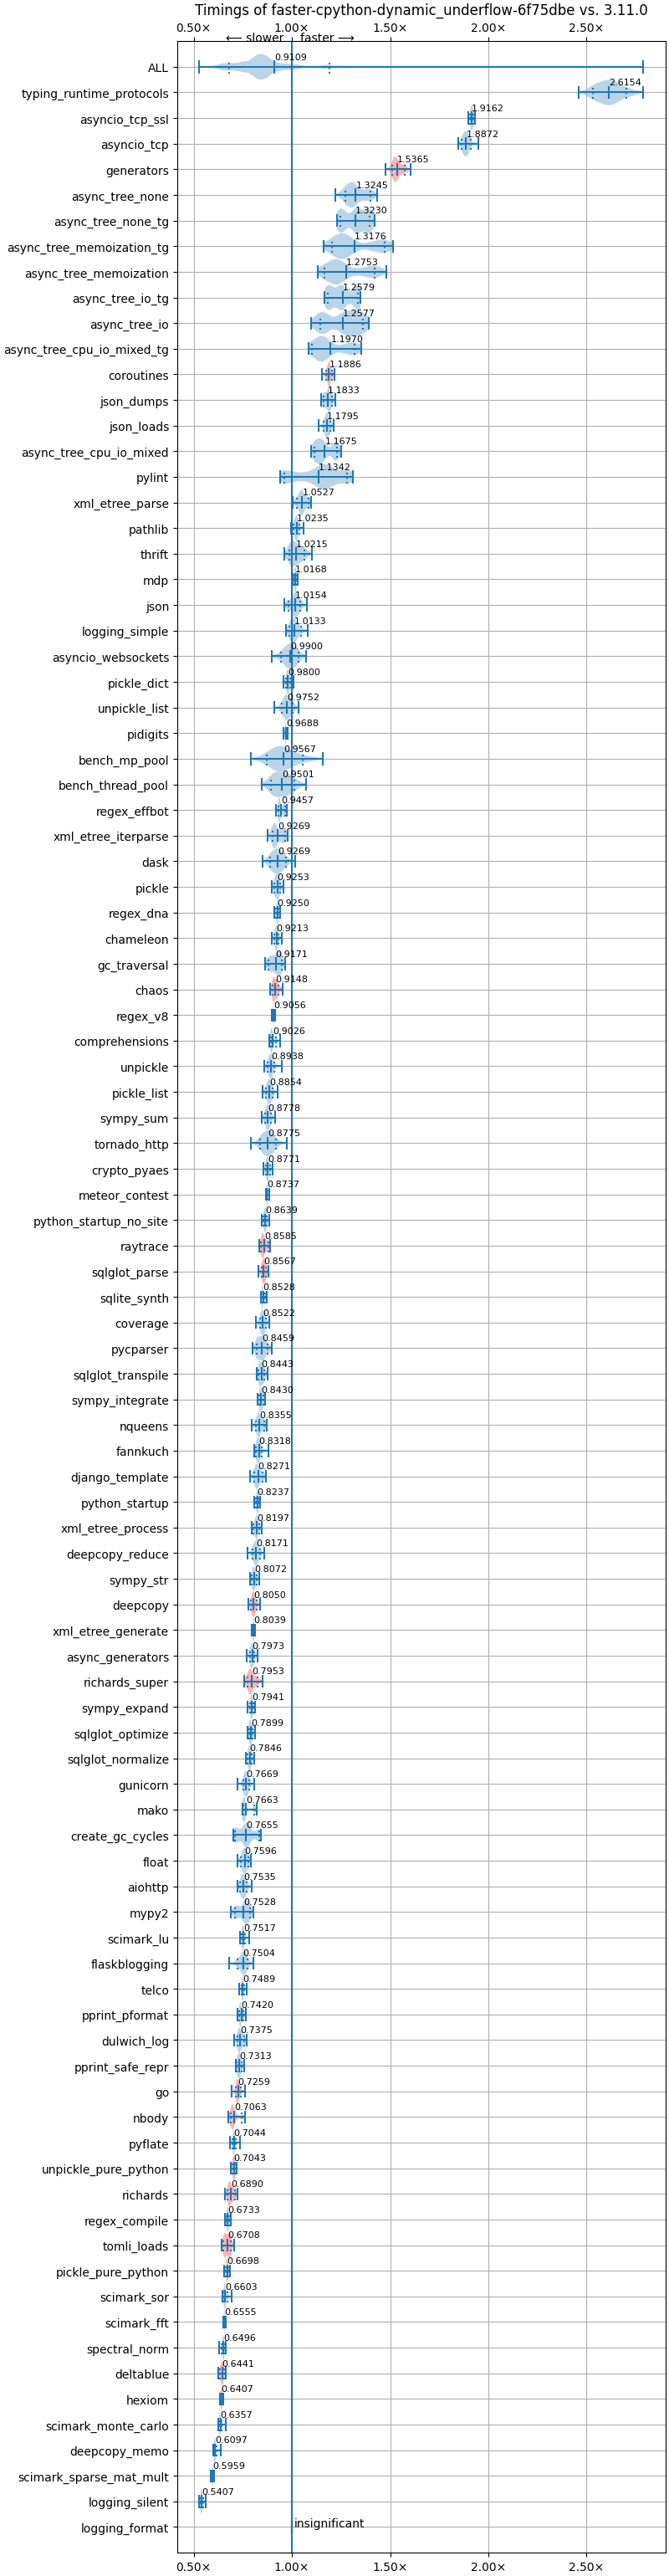 Timings of faster-cpython-dynamic_underflow-6f75dbe vs. 3.11.0
0.50× 1.00× 1.50× 2.00× 2.50×
⟵ slower faster ⟶
ALL 0.9109
typing_runtime_protocols 2.6154
asyncio_tcp_ssl 1.9162
asyncio_tcp 1.8872
generators 1.5365
async_tree_none 1.3245
async_tree_none_tg 1.3230
async_tree_memoization_tg 1.3176
async_tree_memoization 1.2753
async_tree_io_tg 1.2579
async_tree_io 1.2577
async_tree_cpu_io_mixed_tg 1.1970
coroutines 1.1886
json_dumps 1.1833
json_loads 1.1795
async_tree_cpu_io_mixed 1.1675
pylint 1.1342
xml_etree_parse 1.0527
pathlib 1.0235
thrift 1.0215
mdp 1.0168
json 1.0154
logging_simple 1.0133
asyncio_websockets 0.9900
pickle_dict 0.9800
unpickle_list 0.9752
pidigits 0.9688
bench_mp_pool 0.9567
bench_thread_pool 0.9501
regex_effbot 0.9457
xml_etree_iterparse 0.9269
dask 0.9269
pickle 0.9253
regex_dna 0.9250
chameleon 0.9213
gc_traversal 0.9171
chaos 0.9148
regex_v8 0.9056
comprehensions 0.9026
unpickle 0.8938
pickle_list 0.8854
sympy_sum 0.8778
tornado_http 0.8775
crypto_pyaes 0.8771
meteor_contest 0.8737
python_startup_no_site 0.8639
raytrace 0.8585
sqlglot_parse 0.8567
sqlite_synth 0.8528
coverage 0.8522
pycparser 0.8459
sqlglot_transpile 0.8443
sympy_integrate 0.8430
nqueens 0.8355
fannkuch 0.8318
django_template 0.8271
python_startup 0.8237
xml_etree_process 0.8197
deepcopy_reduce 0.8171
sympy_str 0.8072
deepcopy 0.8050
xml_etree_generate 0.8039
async_generators 0.7973
richards_super 0.7953
sympy_expand 0.7941
sqlglot_optimize 0.7899
sqlglot_normalize 0.7846
gunicorn 0.7669
mako 0.7663
create_gc_cycles 0.7655
float 0.7596
aiohttp 0.7535
mypy2 0.7528
scimark_lu 0.7517
flaskblogging 0.7504
telco 0.7489
pprint_pformat 0.7420
dulwich_log 0.7375
pprint_safe_repr 0.7313
go 0.7259
nbody 0.7063
pyflate 0.7044
unpickle_pure_python 0.7043
richards 0.6890
regex_compile 0.6733
tomli_loads 0.6708
pickle_pure_python 0.6698
scimark_sor 0.6603
scimark_fft 0.6555
spectral_norm 0.6496
deltablue 0.6441
hexiom 0.6407
scimark_monte_carlo 0.6357
deepcopy_memo 0.6097
scimark_sparse_mat_mult 0.5959
logging_silent 0.5407
logging_format insignificant
0.50× 1.00× 1.50× 2.00× 2.50×